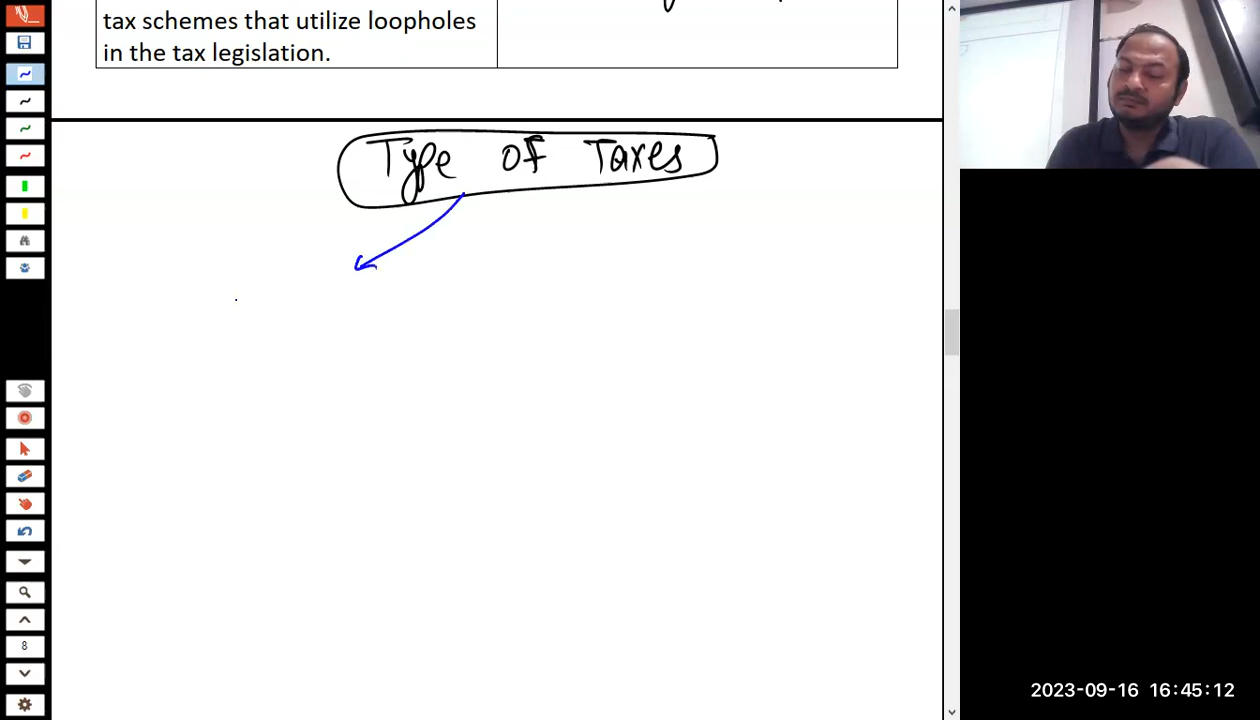 tax schemes that utilize loopholes
in the tax legislation.
Type of Taxes
8
2023-09-16 16:45:12